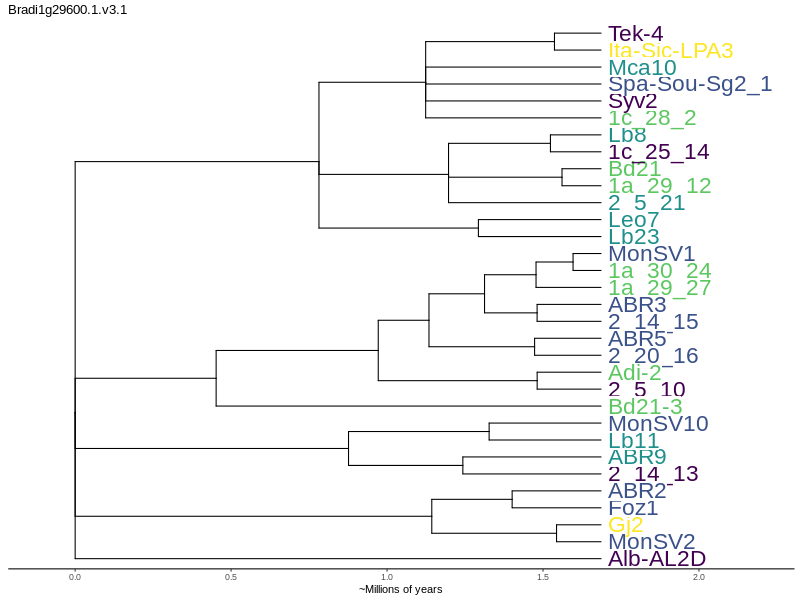 Bradi1g29600.1.v3.1
Tek-4
Ita-Sic-LPA3
Mca10
Spa-Sou-Sg2_1
Syv2
1c_28_2
Lb8
1c_25_14
Bd21
1a_29_12
2_5_21
Leo7
Lb23
MonSV1
1a_30_24
1a_29_27
ABR3
2_14_15
ABR5
2_20_16
Adi-2
2_5_10
Bd21-3
MonSV10
Lb11
ABR9
2_14_13
ABR2
Foz1
Gj2
MonSV2
Alb-AL2D
0.0 0.5 1.0 1.5 2.0
~Millions of years